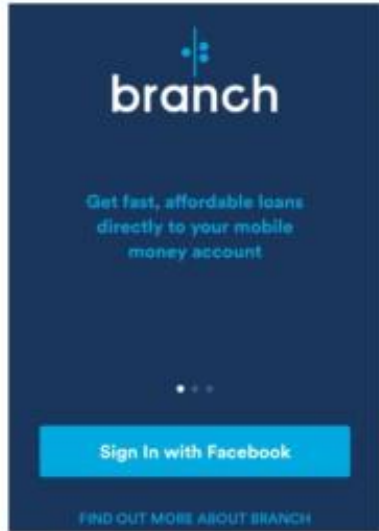 branch
Get fast, affordable loans
directly to your mobile
money account
Sign In with Facebook
FIND OUT MORE ABOUT BRANCH